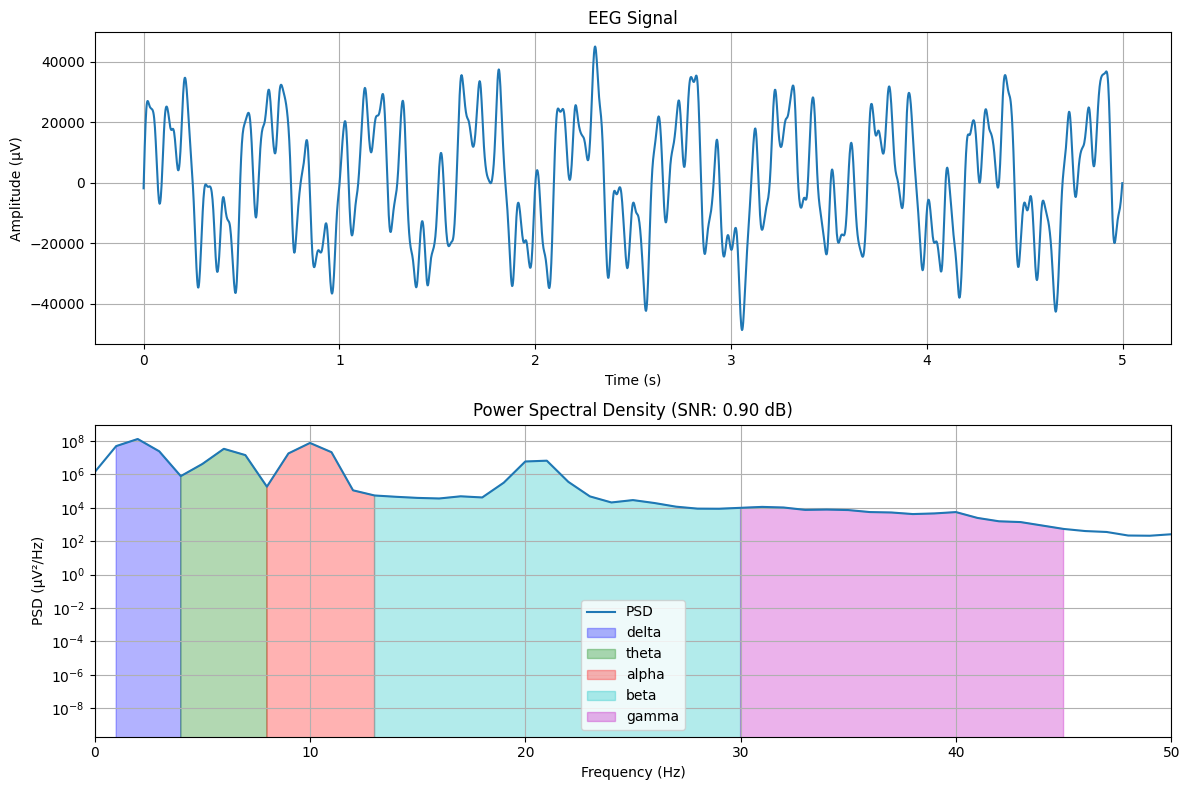 EEG Signal
Amplitude (µV)
40000
20000
0
−20000
−40000
0 1 2 3 4 5
Time (s)
Power Spectral Density (SNR: 0.90 dB)
PSD (µV²/Hz)
10⁸
10⁶
10⁴
10²
10⁰
10⁻²
10⁻⁴
10⁻⁶
10⁻⁸
PSD
delta
theta
alpha
beta
gamma
0 10 20 30 40 50
Frequency (Hz)